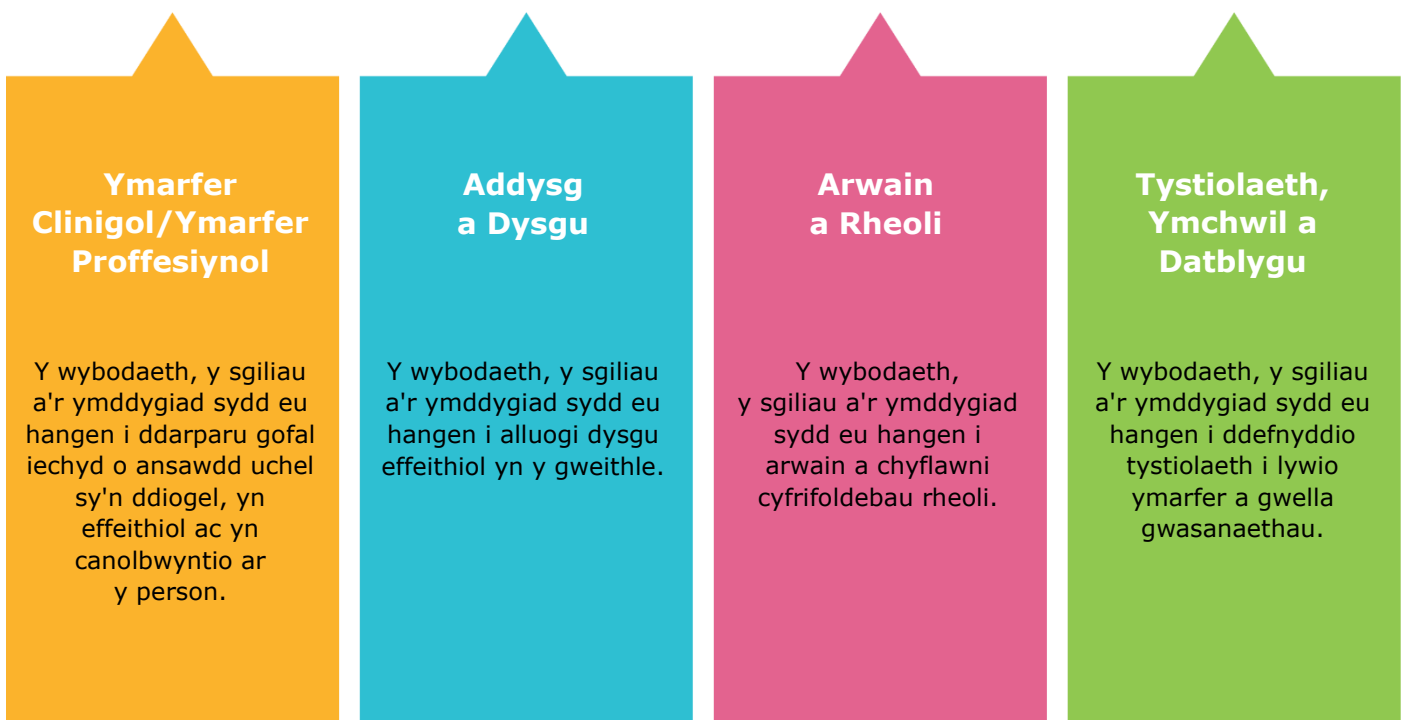 Ymarfer
Clinigol/Ymarfer
Proffesiynol
Y wybodaeth, y sgiliau
a'r ymddygiad sydd eu
hangen i ddarparu gofal
iechyd o ansawdd uchel
sy'n ddiogel, yn
effeithiol ac yn
canolbwyntio ar
y person.
Addysg
a Dysgu
Y wybodaeth, y sgiliau
a'r ymddygiad sydd eu
hangen i alluogi dysgu
effeithiol yn y gweithle.
Arwain
a Rheoli
Y wybodaeth,
y sgiliau a'r ymddygiad
sydd eu hangen i
arwain a chyflawni
cyfrifoldebau rheoli.
Tystiolaeth,
Ymchwil a
Datblygu
Y wybodaeth, y sgiliau
a'r ymddygiad sydd eu
hangen i ddefnyddio
tystiolaeth i lywio
ymarfer a gwella
gwasanaethau.